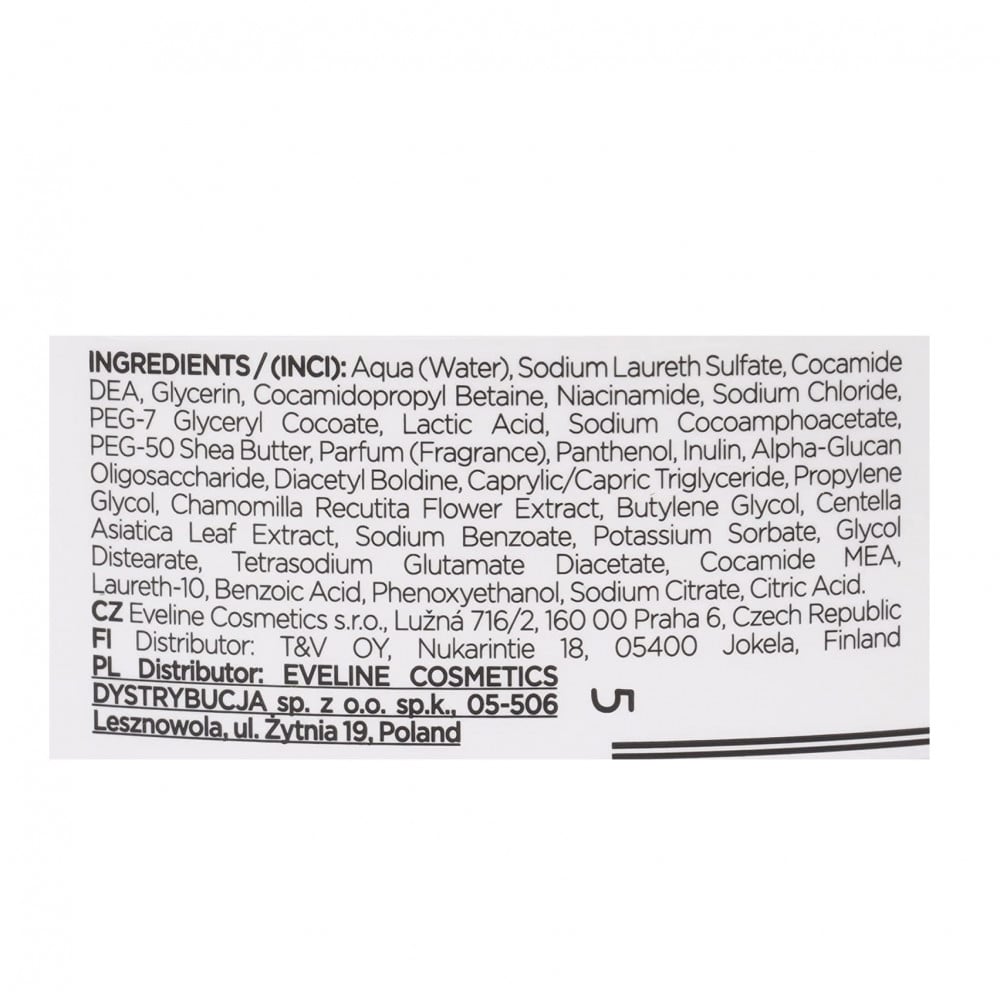 INGREDIENTS / (INCI): Aqua (Water), Sodium Laureth Sulfate, Cocamide
DEA, Glycerin, Cocamidopropyl Betaine, Niacinamide, Sodium Chloride,
PEG-7 Glyceryl Cocoate, Lactic Acid, Sodium Cocoamphoacetate,
PEG-50 Shea Butter, Parfum (Fragrance), Panthenol, Inulin, Alpha-Glucan
Oligosaccharide, Diacetyl Boldine, Caprylic/Capric Triglyceride, Propylene
Glycol, Chamomilla Recutita Flower Extract, Butylene Glycol, Centella
Asiatica Leaf Extract, Sodium Benzoate, Potassium Sorbate, Glycol
Distearate, Tetrasodium Glutamate Diacetate, Cocamide MEA,
Laureth-10, Benzoic Acid, Phenoxyethanol, Sodium Citrate, Citric Acid.
CZ Eveline Cosmetics s.r.o., Lužná 716/2, 160 00 Praha 6, Czech Republic
FI Distributor: T&V OY, Nukarintie 18, 05400 Jokela, Finland
PL Distributor: EVELINE COSMETICS
DYSTRYBUCJA sp. z o.o. sp.k., 05-506
Lesznowola, ul. Żytnia 19, Poland
5